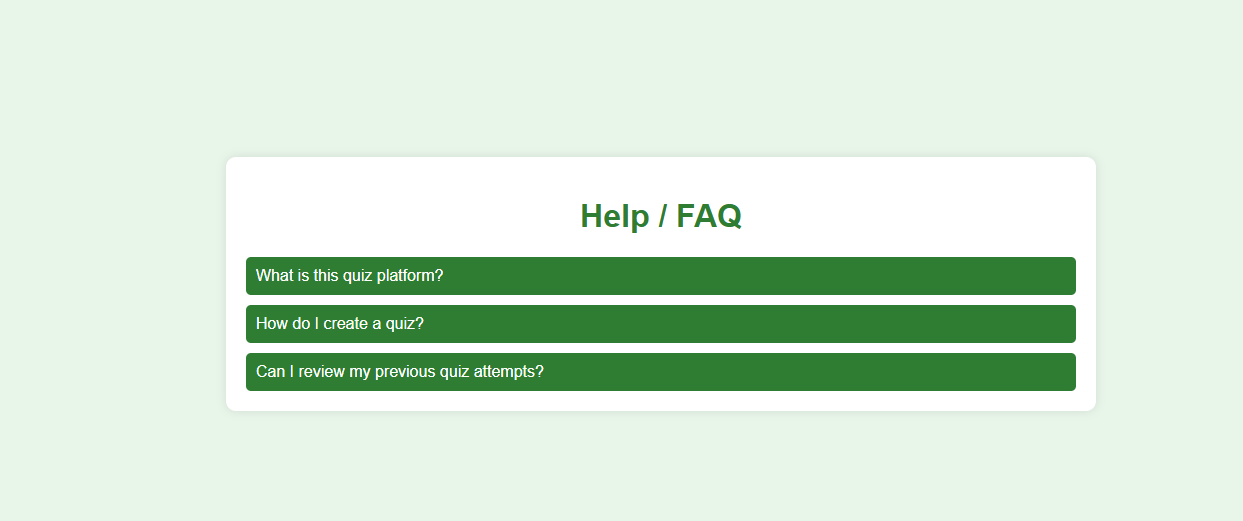 Help / FAQ
What is this quiz platform?
How do I create a quiz?
Can I review my previous quiz attempts?